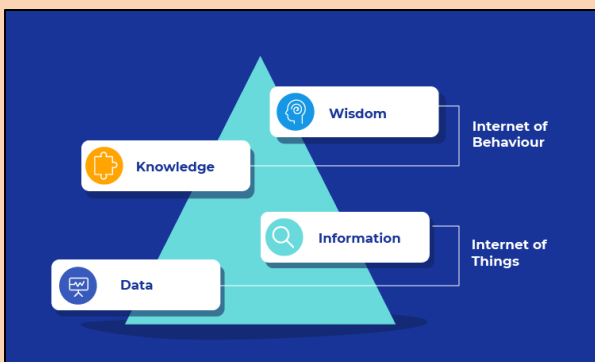 Wisdom
Internet of
Behaviour
Knowledge
Information
Internet of
Things
Data